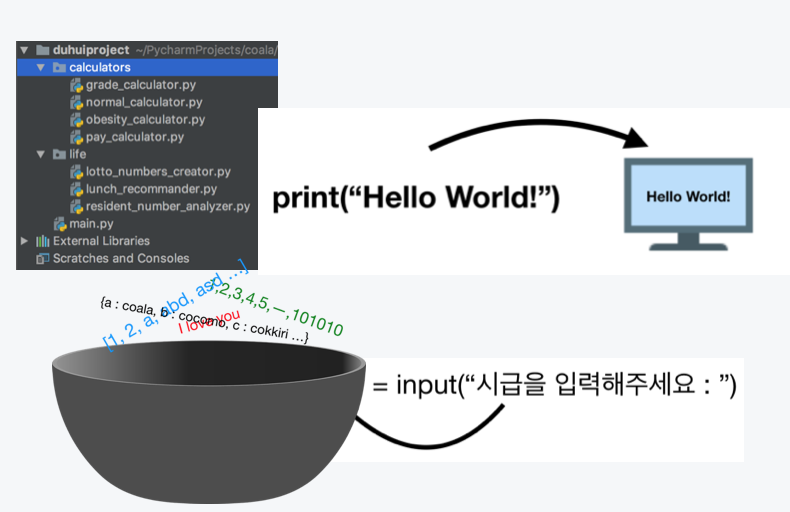 duhuiproject ~/PycharmProjects/coala/
calculators
grade_calculator.py
normal_calculator.py
obesity_calculator.py
pay_calculator.py
life
lotto_numbers_creator.py
lunch_recommander.py
resident_number_analyzer.py
main.py
External Libraries
Scratches and Consoles
print(“Hello World!”)
Hello World!
[1, 2, a, abd, asd …]
,2,3,4,5,—,101010
{a : coala, b : cocomo, c : cokkiri …}
I love you
= input(“시급을 입력해주세요 : ”)